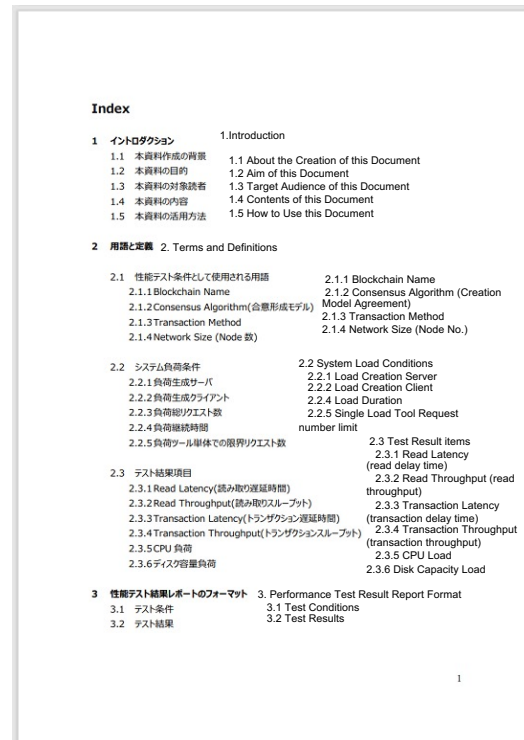 Index
1 イントロダクション 1.Introduction
1.1 本資料作成の背景 1.1 About the Creation of this Document
1.2 本資料の目的 1.2 Aim of this Document
1.3 本資料の対象読者 1.3 Target Audience of this Document
1.4 本資料の内容 1.4 Contents of this Document
1.5 本資料の活用方法 1.5 How to Use this Document
2 用語と定義 2. Terms and Definitions
2.1 性能テスト条件として使用される用語
2.1.1 Blockchain Name
2.1.2 Consensus Algorithm(合意形成モデル)
2.1.3 Transaction Method
2.1.4 Network Size (Node 数)
2.1.1 Blockchain Name
2.1.2 Consensus Algorithm (Creation
Model Agreement)
2.1.3 Transaction Method
2.1.4 Network Size (Node No.)
2.2 システム負荷条件
2.2.1 負荷生成サーバ
2.2.2 負荷生成クライアント
2.2.3 負荷総リクエスト数
2.2.4 負荷継続時間
2.2.5 負荷ツール単体での限界リクエスト数
2.2 System Load Conditions
2.2.1 Load Creation Server
2.2.2 Load Creation Client
2.2.4 Load Duration
2.2.5 Single Load Tool Request
number limit
2.3 テスト結果項目
2.3.1 Read Latency(読み取り遅延時間)
2.3.2 Read Throughput(読み取りスループット)
2.3.3 Transaction Latency(トランザクション遅延時間)
2.3.4 Transaction Throughput(トランザクションスループット)
2.3.5 CPU 負荷
2.3.6 ディスク容量負荷
2.3 Test Result items
2.3.1 Read Latency
(read delay time)
2.3.2 Read Throughput (read
throughput)
2.3.3 Transaction Latency
(transaction delay time)
2.3.4 Transaction Throughput
(transaction throughput)
2.3.5 CPU Load
2.3.6 Disk Capacity Load
3 性能テスト結果レポートのフォーマット 3. Performance Test Result Report Format
3.1 テスト条件 3.1 Test Conditions
3.2 テスト結果 3.2 Test Results
1